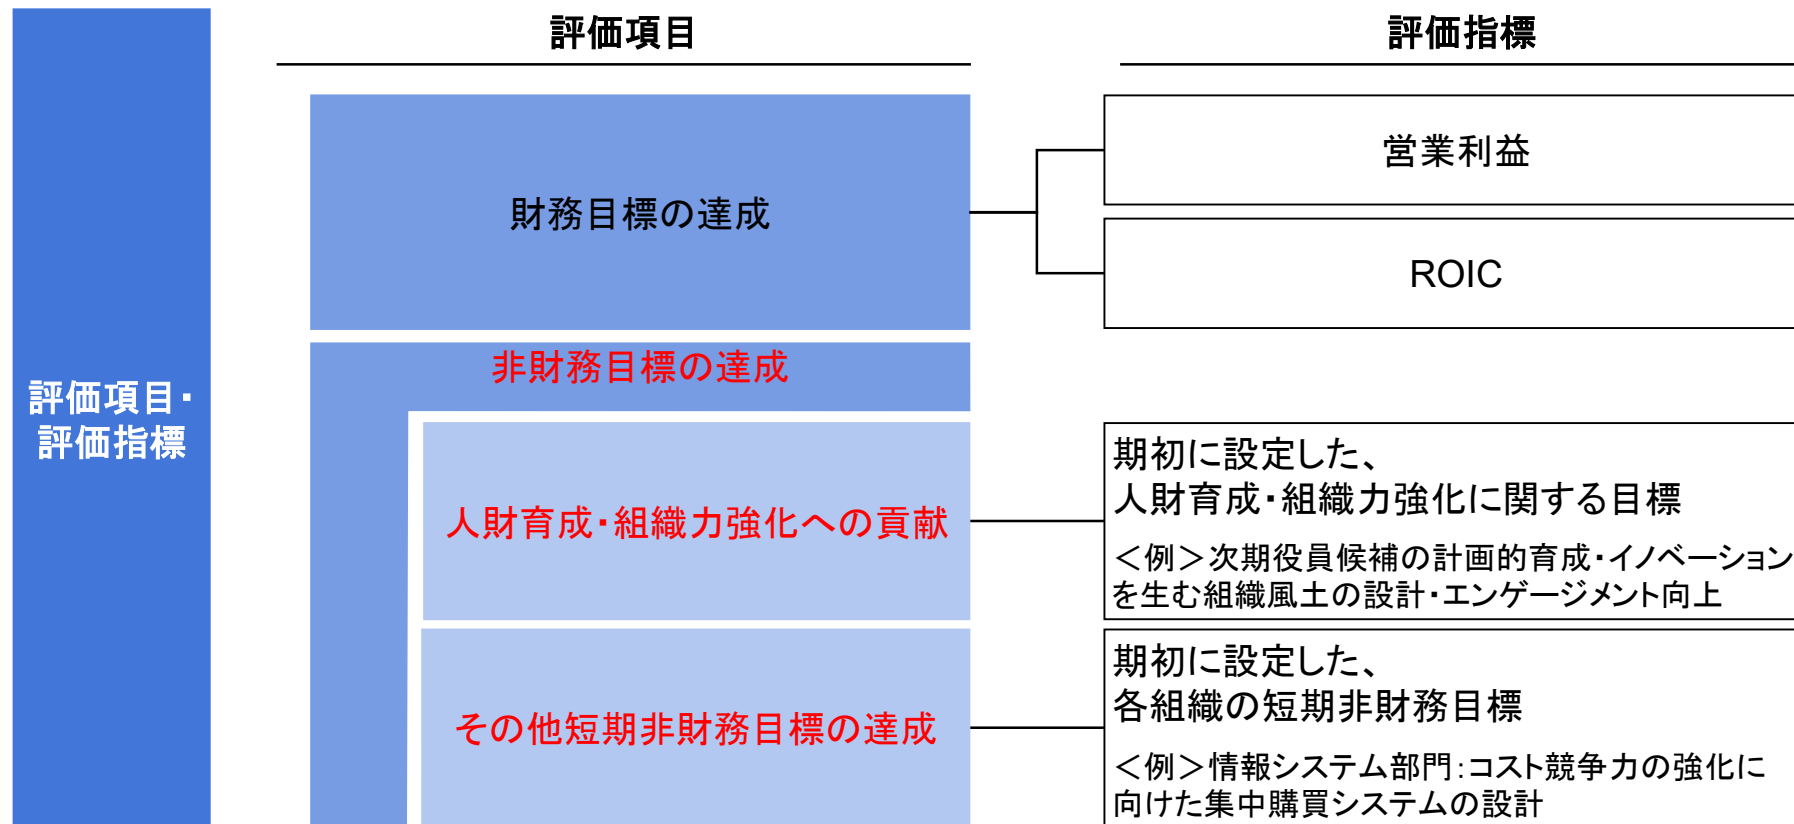 評価項目・
評価指標
評価項目
評価指標
財務目標の達成
営業利益
ROIC
非財務目標の達成
人財育成・組織力強化への貢献
期初に設定した、
人財育成・組織力強化に関する目標
＜例＞次期役員候補の計画的育成・イノベーション
を生む組織風土の設計・エンゲージメント向上
その他短期非財務目標の達成
期初に設定した、
各組織の短期非財務目標
＜例＞情報システム部門：コスト競争力の強化に
向けた集中購買システムの設計